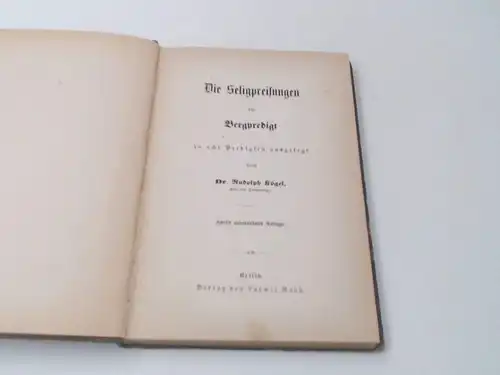 Die Seligpreisungen
der
Bergpredigt
in acht Predigten ausgelegt
von
Dr. Rudolph Kögel.
Zweite unveränderte Auflage.
Berlin.
Verlag von Ludwig Rauh.